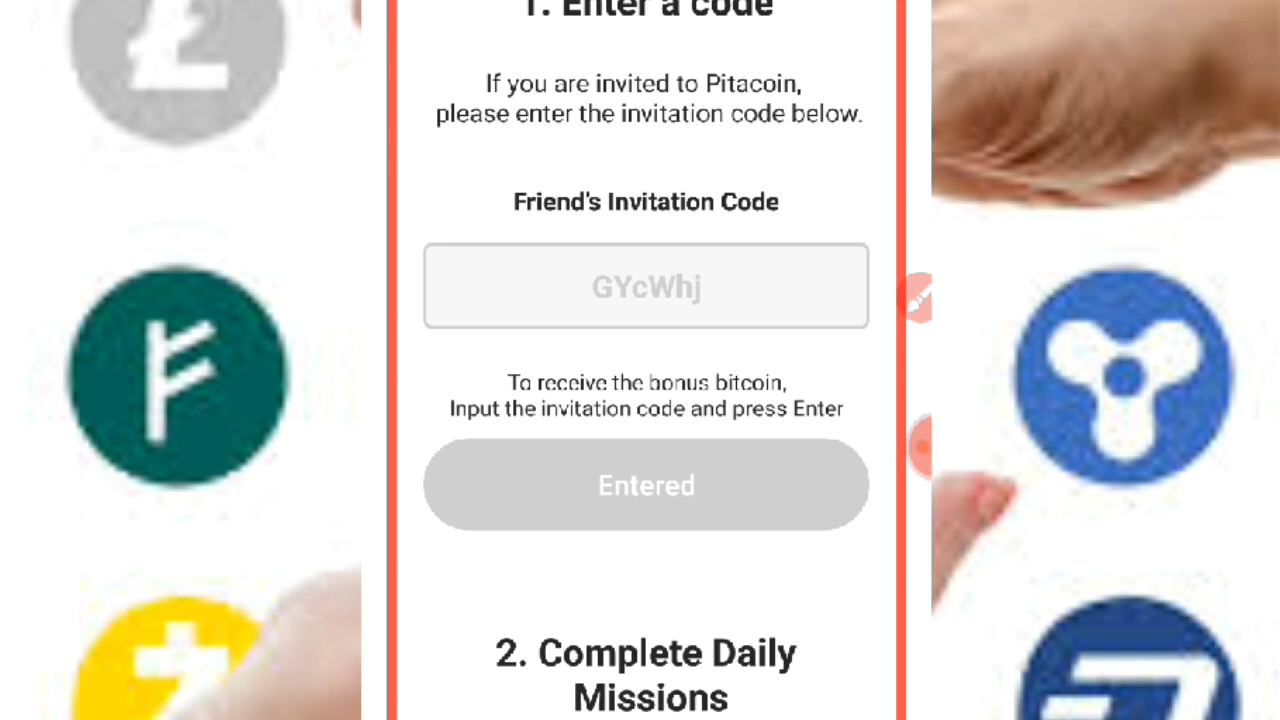 1. Enter a code
If you are invited to Pitacoin,
please enter the invitation code below.
Friend's Invitation Code
GYcWhj
To receive the bonus bitcoin,
Input the invitation code and press Enter
Entered
2. Complete Daily
Missions